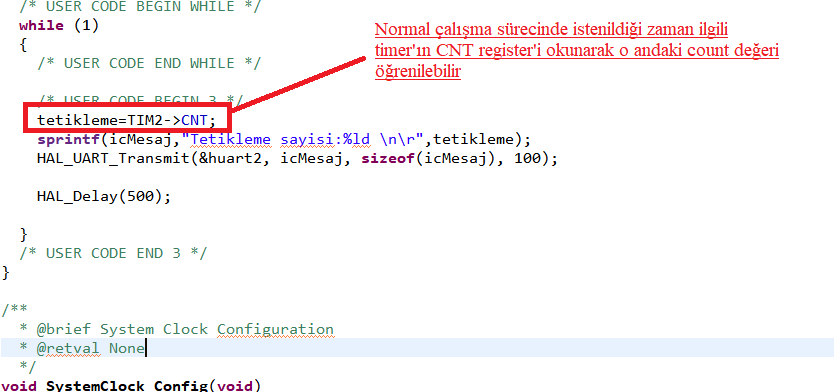 /* USER CODE BEGIN WHILE */
while (1)
{
/* USER CODE END WHILE */
Normal çalışma sürecinde istenildiği zaman ilgili
timer'ın CNT register'i okunarak o andaki count değeri
öğrenilebilir
/* USER CODE BEGIN 3 */
tetikleme=TIM2->CNT;
sprintf(icMesaj,"Tetikleme sayisi:%ld \n\r",tetikleme);
HAL_UART_Transmit(&huart2, icMesaj, sizeof(icMesaj), 100);
HAL_Delay(500);
}
/* USER CODE END 3 */
}
/**
* @brief System Clock Configuration
* @retval None
*/
void SystemClock_Config(void)